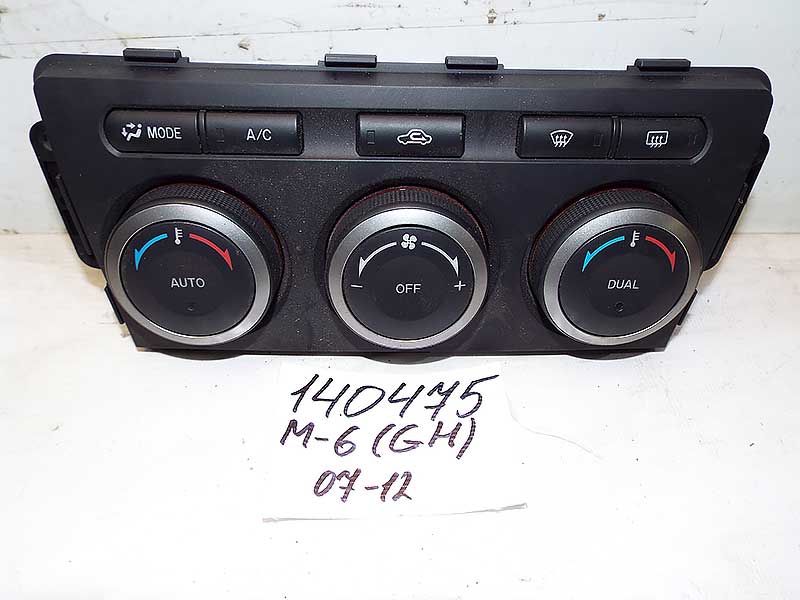 MODE A/C
AUTO
OFF
DUAL
- +
140475
M-6 (GH)
07-12